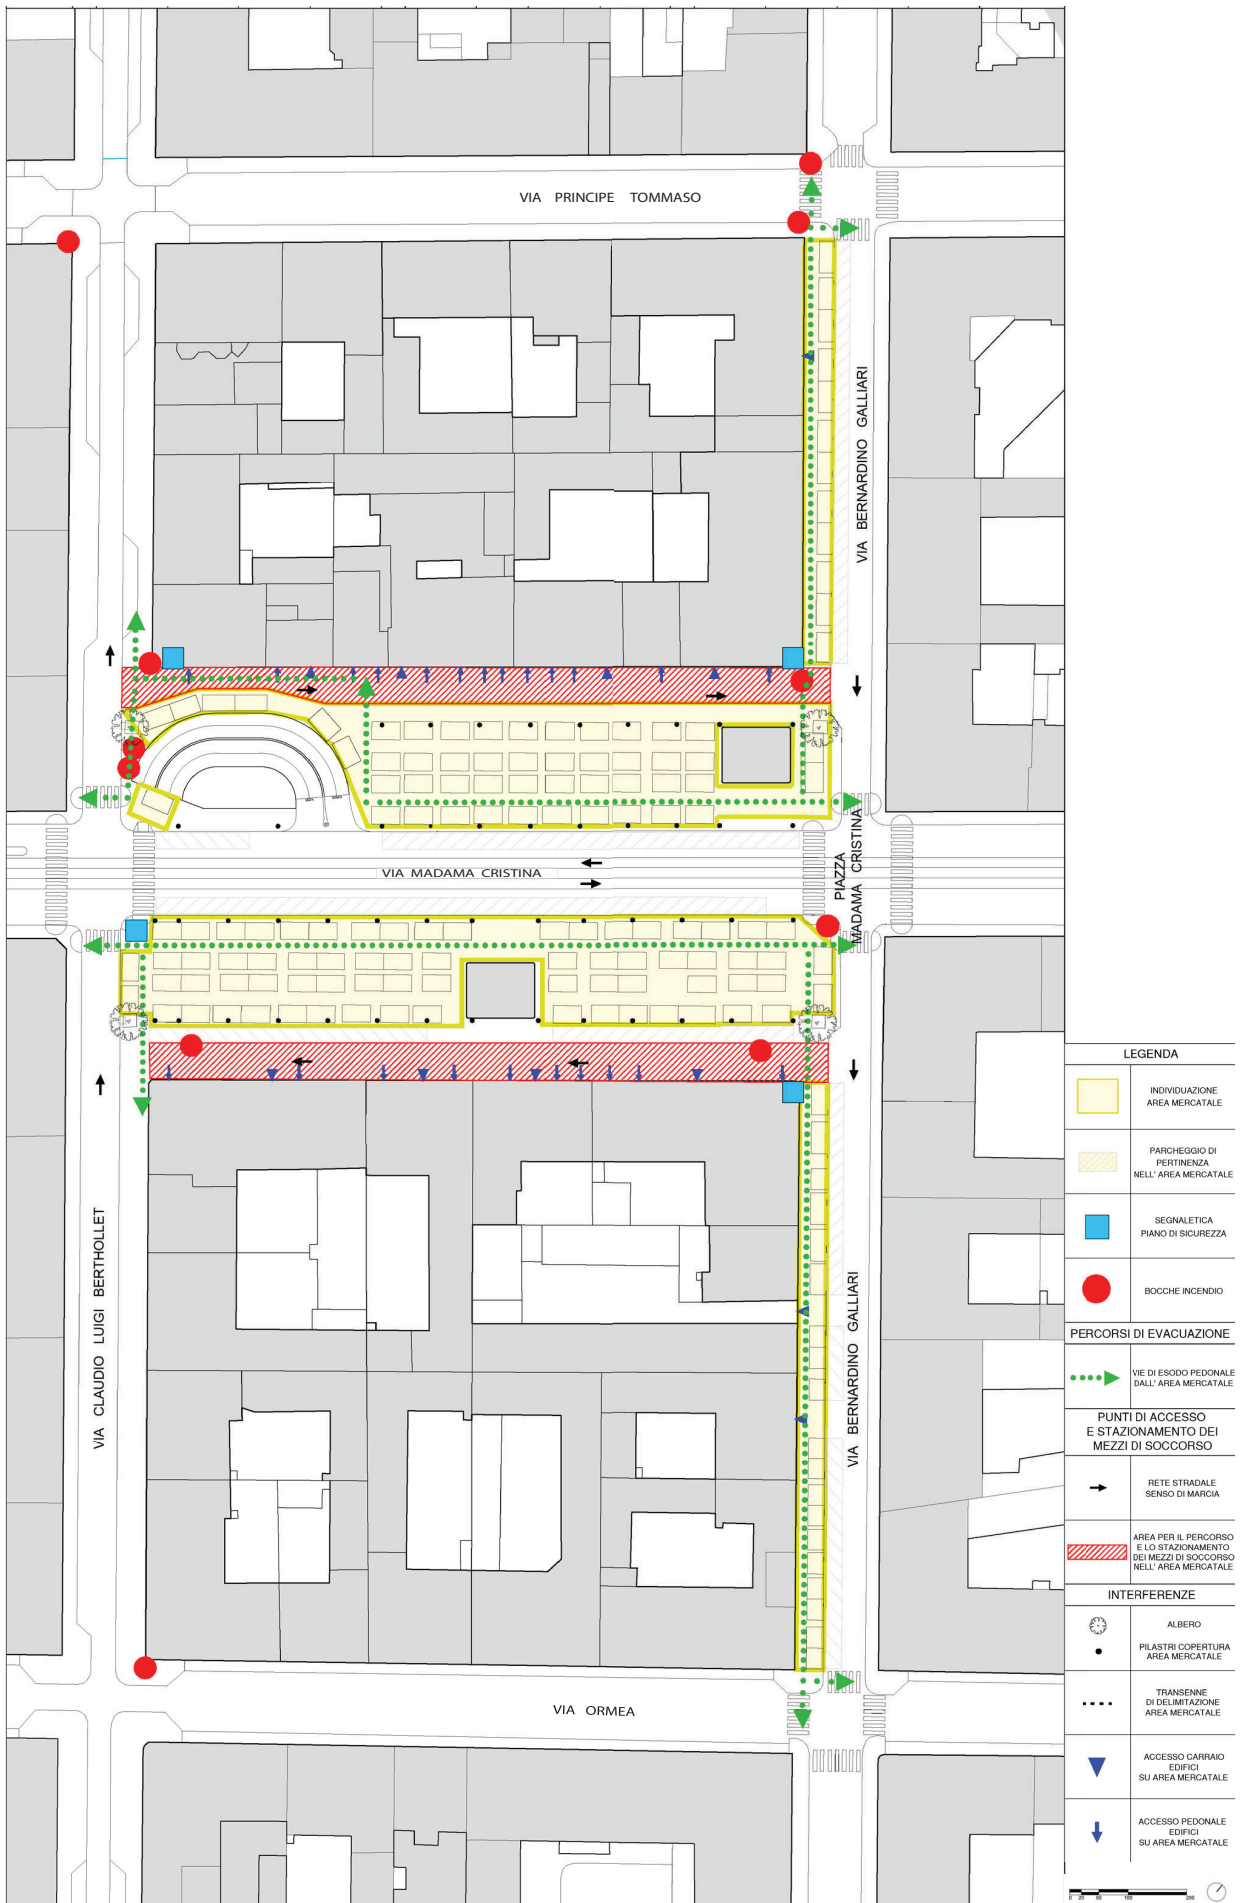 VIA PRINCIPE TOMMASO
VIA BERNARDINO GALLIARI
VIA MADAMA CRISTINA
PIAZZA
MADAMA CRISTINA
VIA CLAUDIO LUIGI BERTHOLLET
VIA BERNARDINO GALLIARI
VIA ORMEA
LEGENDA
INDIVIDUAZIONE
AREA MERCATALE
PARCHEGGIO DI
PERTINENZA
NELL' AREA MERCATALE
SEGNALETICA
PIANO DI SICUREZZA
BOCCHE INCENDIO
PERCORSI DI EVACUAZIONE
VIE DI ESODO PEDONALE
DALL' AREA MERCATALE
PUNTI DI ACCESSO
E STAZIONAMENTO DEI
MEZZI DI SOCCORSO
RETE STRADALE
SENSO DI MARCIA
AREA PER IL PERCORSO
E LO STAZIONAMENTO
DEI MEZZI DI SOCCORSO
NELL' AREA MERCATALE
INTERFERENZE
ALBERO
PILASTRI COPERTURA
AREA MERCATALE
TRANSENNE
DI DELIMITAZIONE
AREA MERCATALE
ACCESSO CARRAIO
EDIFICI
SU AREA MERCATALE
ACCESSO PEDONALE
EDIFICI
SU AREA MERCATALE
0 20 50 100 200